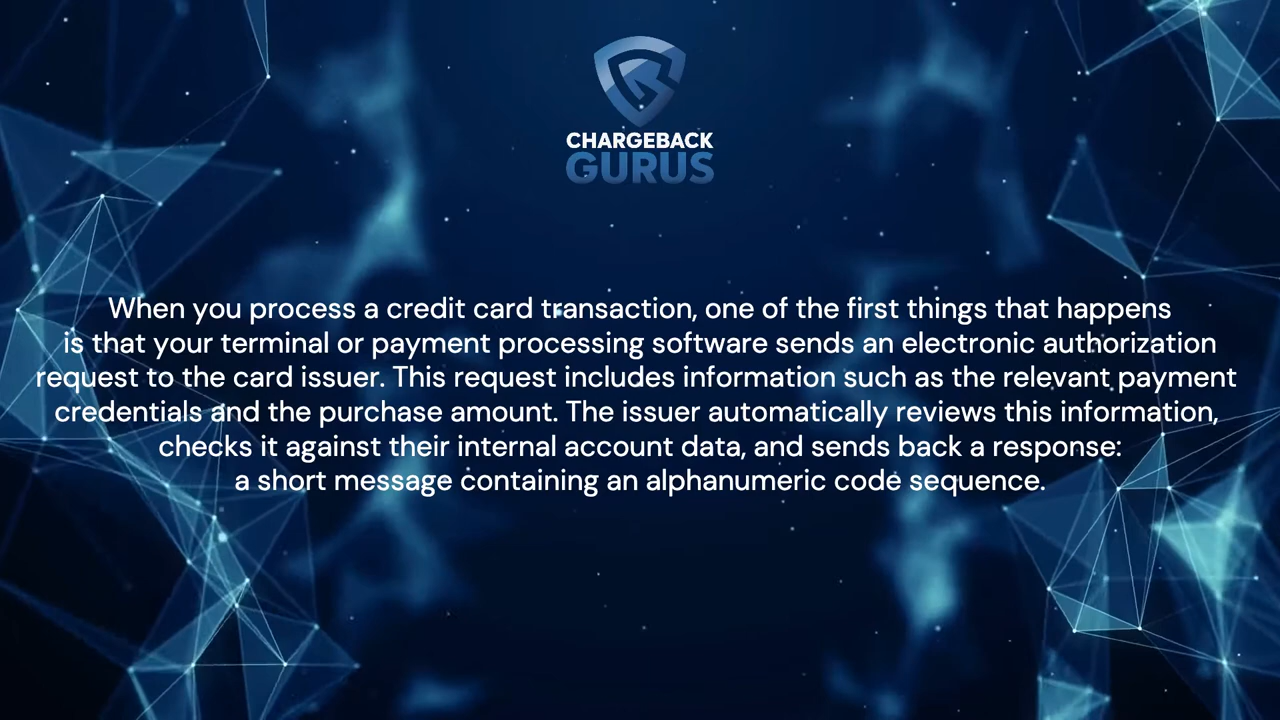 CHARGEBACK
GURUS
When you process a credit card transaction, one of the first things that happens
is that your terminal or payment processing software sends an electronic authorization
request to the card issuer. This request includes information such as the relevant payment
credentials and the purchase amount. The issuer automatically reviews this information,
checks it against their internal account data, and sends back a response:
a short message containing an alphanumeric code sequence.